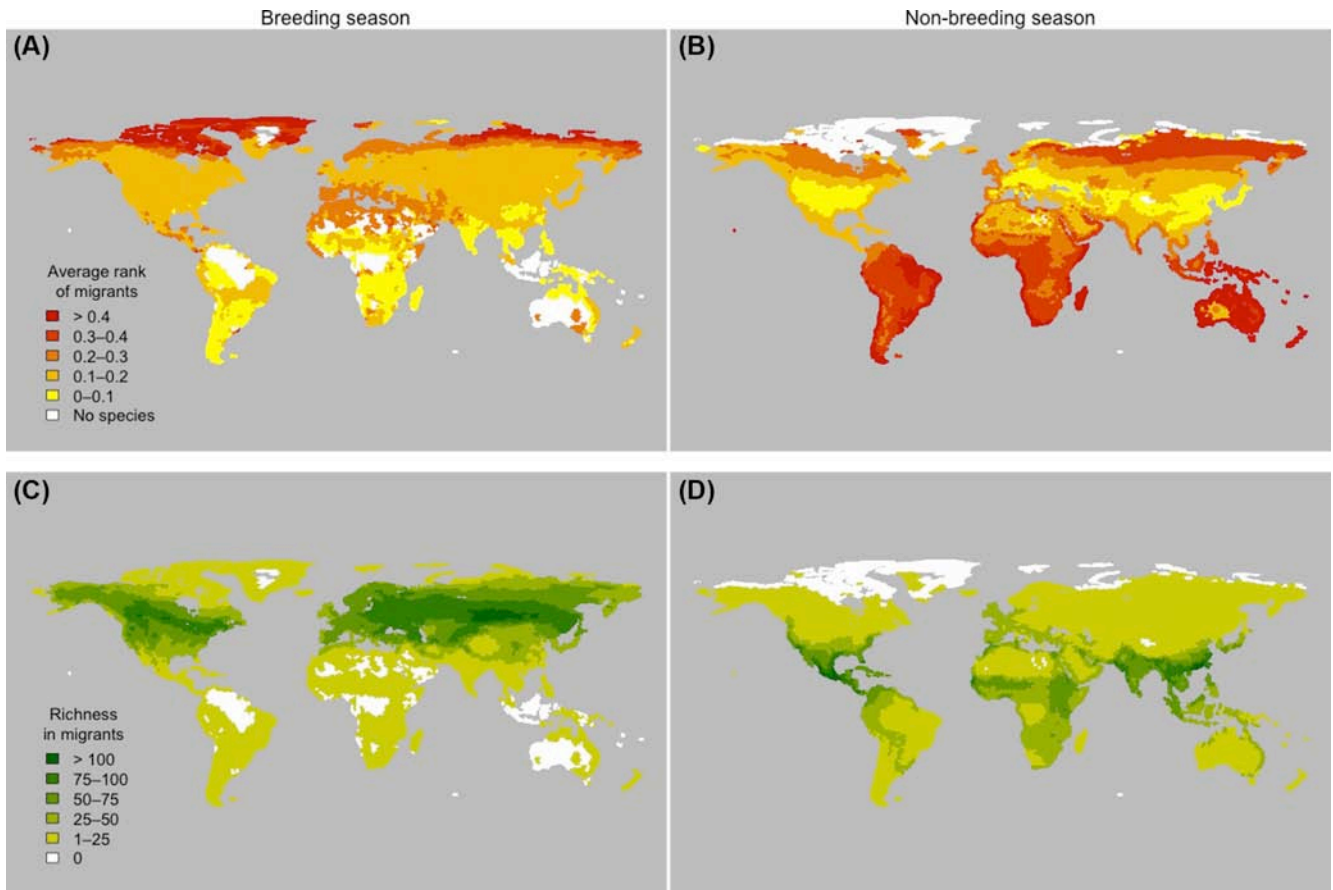 Breeding season
Non-breeding season
(A)
(B)
Average rank
of migrants
> 0.4
0.3–0.4
0.2–0.3
0.1–0.2
0–0.1
No species
(C)
(D)
Richness
in migrants
> 100
75–100
50–75
25–50
1–25
0